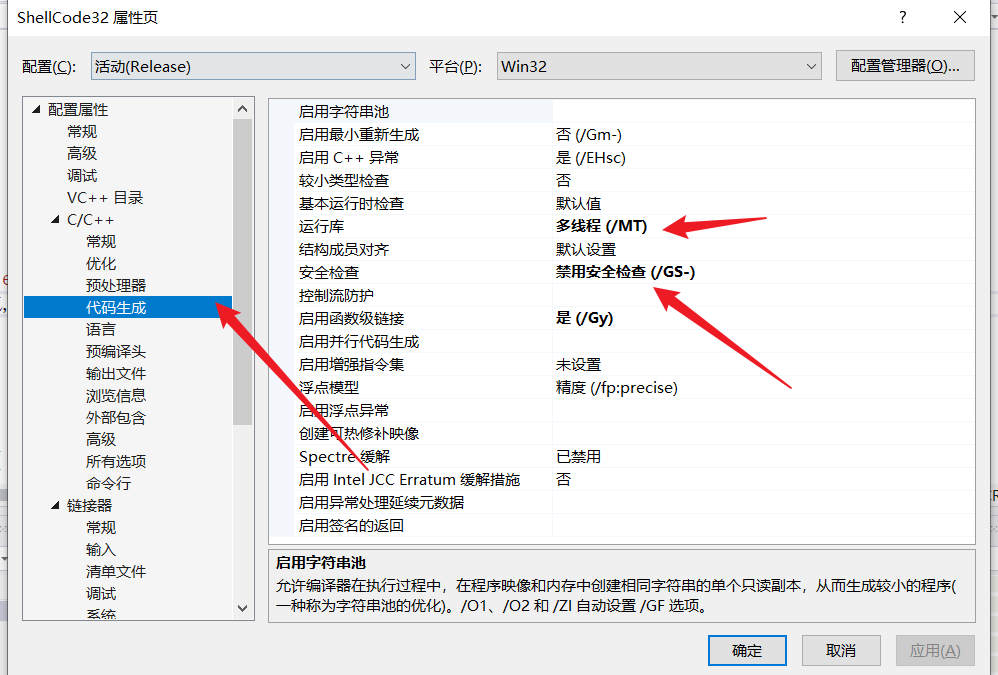 ShellCode32 属性页
?
配置(C): 活动(Release) 平台(P): Win32 配置管理器(O)...
配置属性
常规
高级
调试
VC++ 目录
C/C++
常规
优化
预处理器
代码生成
语言
预编译头
输出文件
浏览信息
外部包含
高级
所有选项
命令行
链接器
常规
输入
清单文件
调试
系统
启用字符串池
启用最小重新生成 否 (/Gm-)
启用 C++ 异常 是 (/EHsc)
较小类型检查 否
基本运行时检查 默认值
运行库 多线程 (/MT)
结构成员对齐 默认设置
安全检查 禁用安全检查 (/GS-)
控制流防护
启用函数级链接 是 (/Gy)
启用并行代码生成
启用增强指令集 未设置
浮点模型 精度 (/fp:precise)
启用浮点异常
创建可热修补映像
Spectre 缓解 已禁用
启用 Intel JCC Erratum 缓解措施 否
启用异常处理延续元数据
启用签名的返回
启用字符串池
允许编译器在执行过程中，在程序映像和内存中创建相同字符串的单个只读副本，从而生成较小的程序(
一种称为字符串池的优化)。/O1、/O2 和 /ZI 自动设置 /GF 选项。
确定 取消 应用(A)